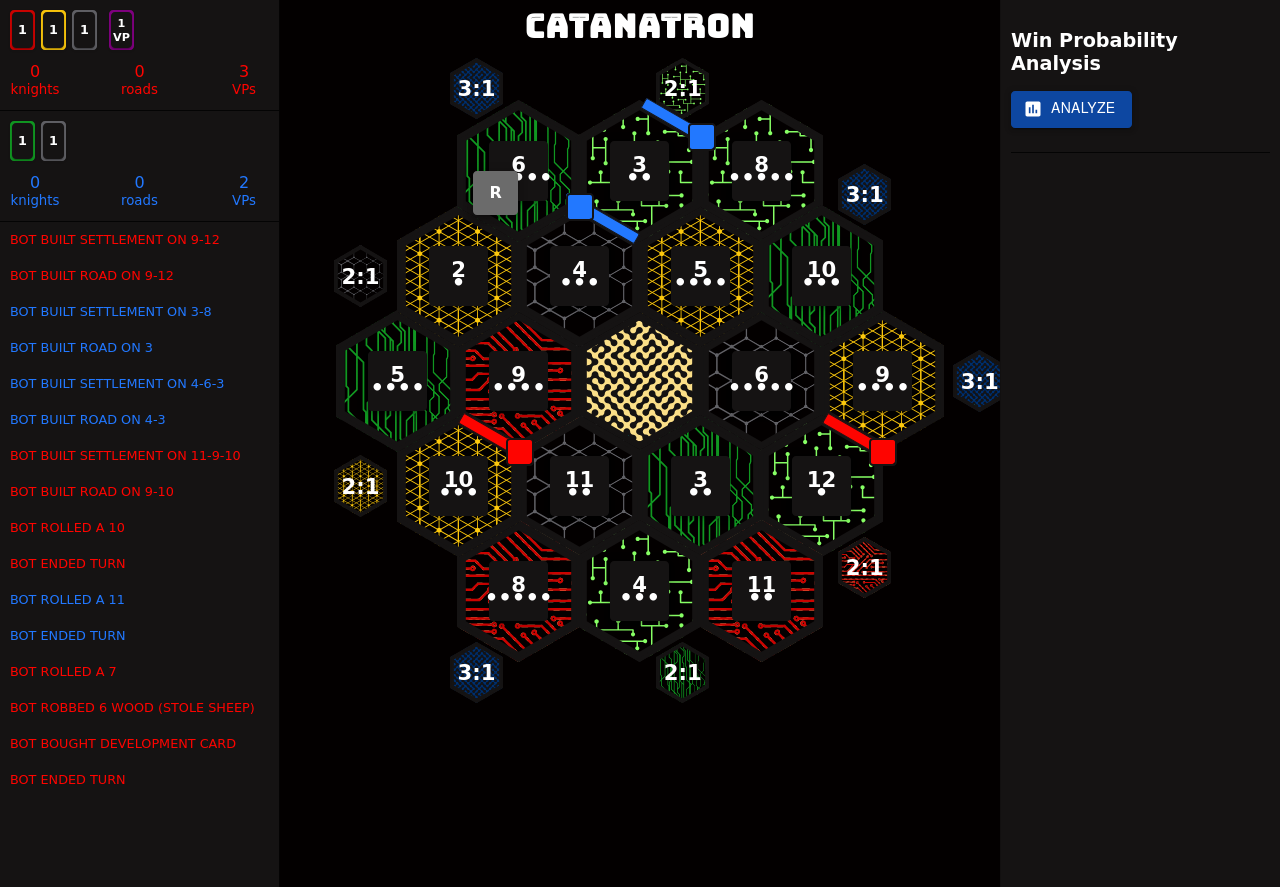 1 1 1 1 VP
0 0 3
knights roads VPs
1 1
0 0 2
knights roads VPs
BOT BUILT SETTLEMENT ON 9-12
BOT BUILT ROAD ON 9-12
BOT BUILT SETTLEMENT ON 3-8
BOT BUILT ROAD ON 3
BOT BUILT SETTLEMENT ON 4-6-3
BOT BUILT ROAD ON 4-3
BOT BUILT SETTLEMENT ON 11-9-10
BOT BUILT ROAD ON 9-10
BOT ROLLED A 10
BOT ENDED TURN
BOT ROLLED A 11
BOT ENDED TURN
BOT ROLLED A 7
BOT ROBBED 6 WOOD (STOLE SHEEP)
BOT BOUGHT DEVELOPMENT CARD
BOT ENDED TURN
CATANATRON
3:1 2:1
6 3 8
R 3:1
2 4 5 10
2:1
5 9 6 9 3:1
10 11 3 12
2:1
8 4 11 2:1
3:1 2:1
Win Probability
Analysis
ANALYZE